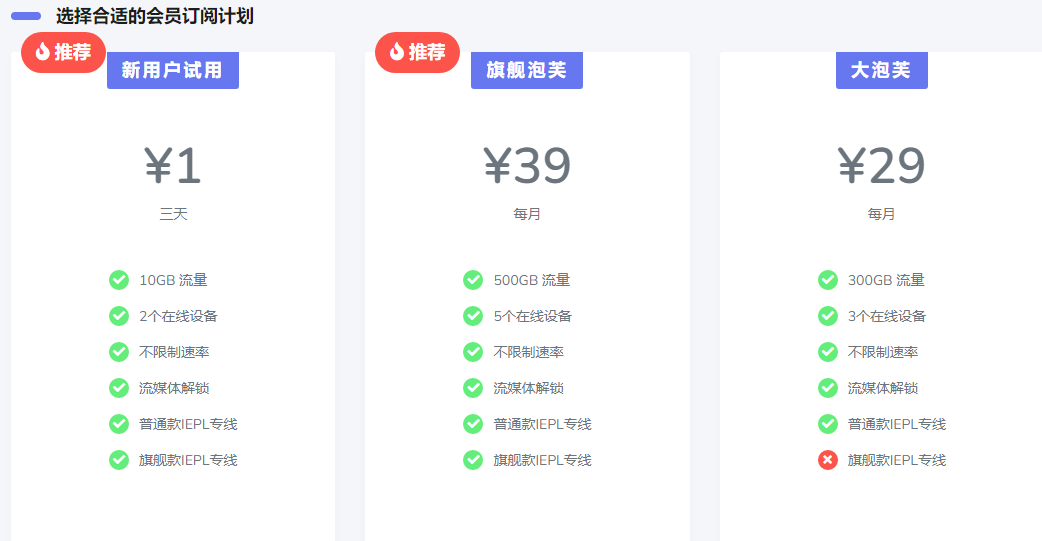 选择合适的会员订阅计划
推荐
新用户试用
¥1
三天
10GB 流量
2个在线设备
不限制速率
流媒体解锁
普通款IEPL专线
旗舰款IEPL专线
推荐
旗舰泡芙
¥39
每月
500GB 流量
5个在线设备
不限制速率
流媒体解锁
普通款IEPL专线
旗舰款IEPL专线
大泡芙
¥29
每月
300GB 流量
3个在线设备
不限制速率
流媒体解锁
普通款IEPL专线
旗舰款IEPL专线